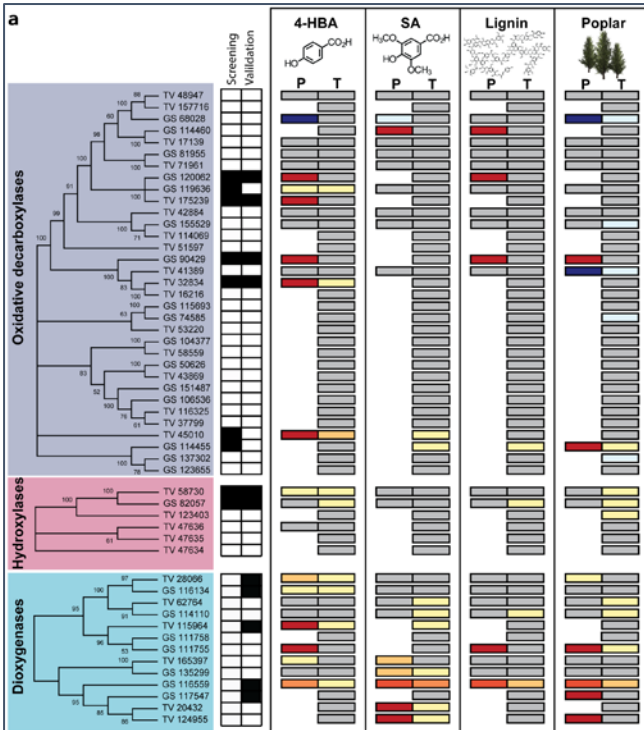 a
4-HBA SA Lignin Poplar
Screening
Valildation
CO₂H
HO
CH₃O
CO₂H
HO
OCH₃
P T P T P T P T
Oxidative decarboxylases
TV 48947
TV 157716
GS 68028
GS 114460
TV 17139
GS 81955
TV 71961
GS 120062
GS 119636
TV 175239
TV 42884
GS 155529
TV 114069
TV 51597
GS 90429
TV 41389
TV 32834
TV 16216
GS 115693
GS 74585
TV 53220
GS 104377
TV 58559
GS 50626
TV 43869
GS 151487
GS 106536
TV 116325
TV 37799
TV 45010
GS 114455
GS 137302
GS 123655
Hydroxylases
TV 58730
GS 82057
TV 123403
TV 47636
TV 47635
TV 47634
Dioxygenases
TV 28066
GS 116134
TV 62764
GS 114110
TV 115964
GS 111758
GS 111755
TV 165397
GS 135299
GS 116559
GS 117547
TV 20432
TV 124955